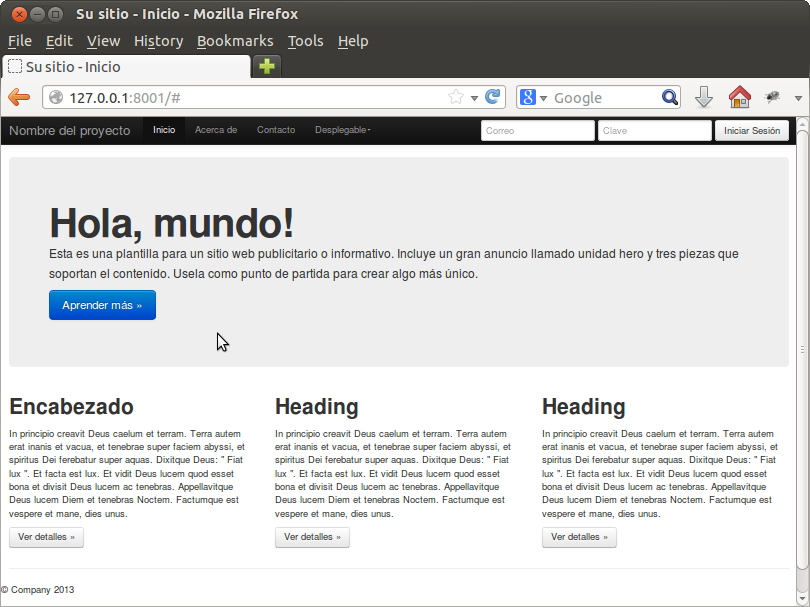 Su sitio - Inicio - Mozilla Firefox
File Edit View History Bookmarks Tools Help
Su sitio - Inicio
127.0.0.1:8001/# Google
Nombre del proyecto Inicio Acerca de Contacto Desplegable Correo Clave Iniciar Sesión
Hola, mundo!
Esta es una plantilla para un sitio web publicitario o informativo. Incluye un gran anuncio llamado unidad hero y tres piezas que
soportan el contenido. Usela como punto de partida para crear algo más único.
Aprender más »
Encabezado
In principio creavit Deus caelum et terram. Terra autem
erat inanis et vacua, et tenebrae super faciem abyssi, et
spiritus Dei ferebatur super aquas. Dixitque Deus: " Fiat
lux ". Et facta est lux. Et vidit Deus lucem quod esset
bona et divisit Deus lucem ac tenebras. Appellavitque
Deus lucem Diem et tenebras Noctem. Factumque est
vespere et mane, dies unus.
Ver detalles »
Heading
In principio creavit Deus caelum et terram. Terra autem
erat inanis et vacua, et tenebrae super faciem abyssi, et
spiritus Dei ferebatur super aquas. Dixitque Deus: " Fiat
lux ". Et facta est lux. Et vidit Deus lucem quod esset
bona et divisit Deus lucem ac tenebras. Appellavitque
Deus lucem Diem et tenebras Noctem. Factumque est
vespere et mane, dies unus.
Ver detalles »
Heading
In principio creavit Deus caelum et terram. Terra autem
erat inanis et vacua, et tenebrae super faciem abyssi, et
spiritus Dei ferebatur super aquas. Dixitque Deus: " Fiat
lux ". Et facta est lux. Et vidit Deus lucem quod esset
bona et divisit Deus lucem ac tenebras. Appellavitque
Deus lucem Diem et tenebras Noctem. Factumque est
vespere et mane, dies unus.
Ver detalles »
© Company 2013